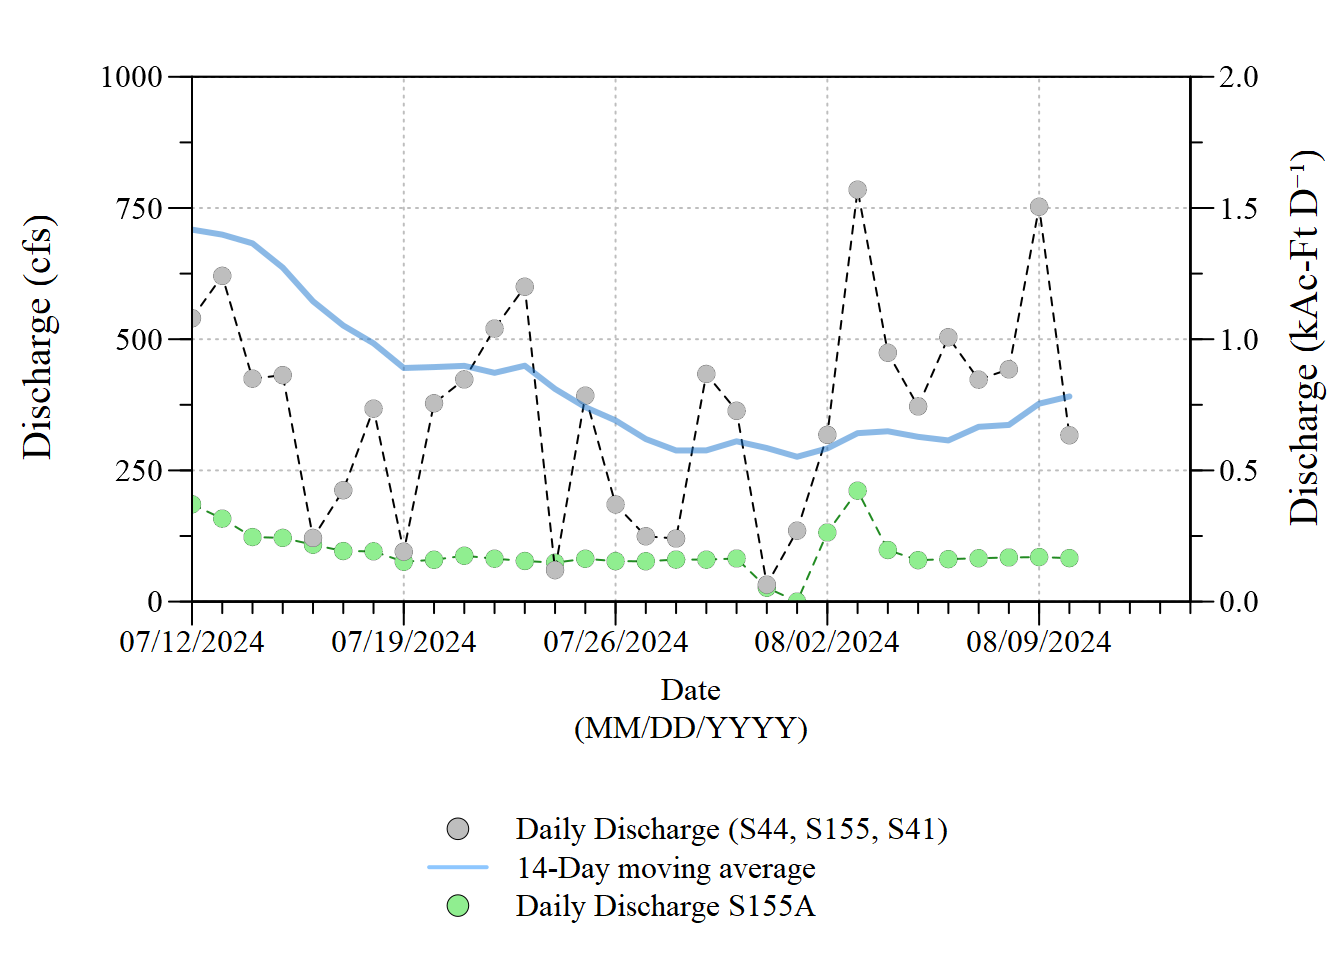 1000
750
500
250
0
2.0
1.5
1.0
0.5
0.0
Discharge (cfs)
Discharge (kAc-Ft D⁻¹)
07/12/2024
07/19/2024
07/26/2024
08/02/2024
08/09/2024
Date
(MM/DD/YYYY)
Daily Discharge (S44, S155, S41)
14-Day moving average
Daily Discharge S155A